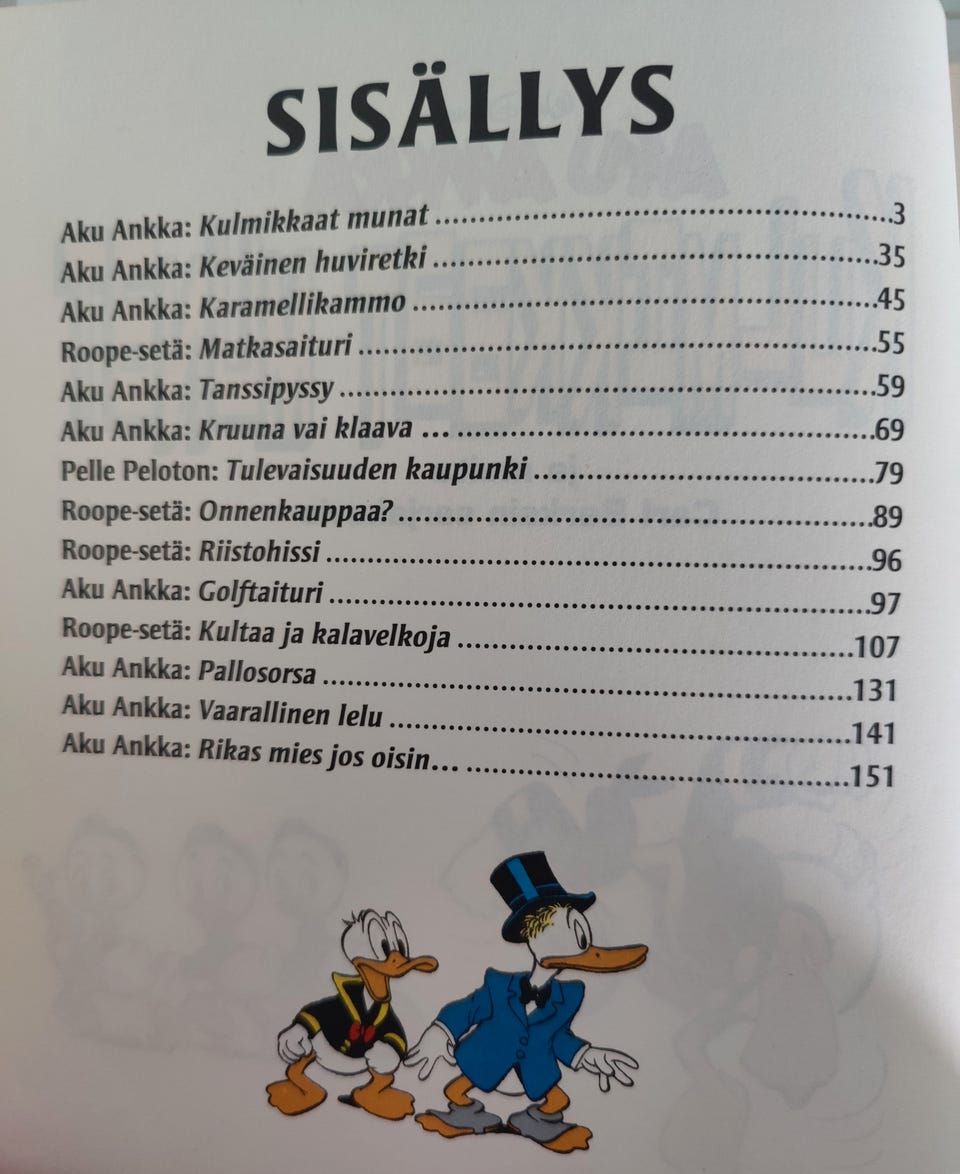 SISÄLLYS
Aku Ankka: Kulmikkaat munat ........................................................3
Aku Ankka: Keväinen huviretki ......................................................35
Aku Ankka: Karamellikammo ........................................................45
Roope-setä: Matkasaituri ...............................................................55
Aku Ankka: Tanssipyssy .................................................................59
Aku Ankka: Kruuna vai klaava ... ...................................................69
Pelle Peloton: Tulevaisuuden kaupunki ..........................................79
Roope-setä: Onnenkauppaa? ..........................................................89
Roope-setä: Riistohissi ...................................................................96
Aku Ankka: Golftaituri ...................................................................97
Roope-setä: Kultaa ja kalavelkoja .................................................107
Aku Ankka: Pallosorsa .................................................................131
Aku Ankka: Vaarallinen lelu .........................................................141
Aku Ankka: Rikas mies jos oisin... ...............................................151